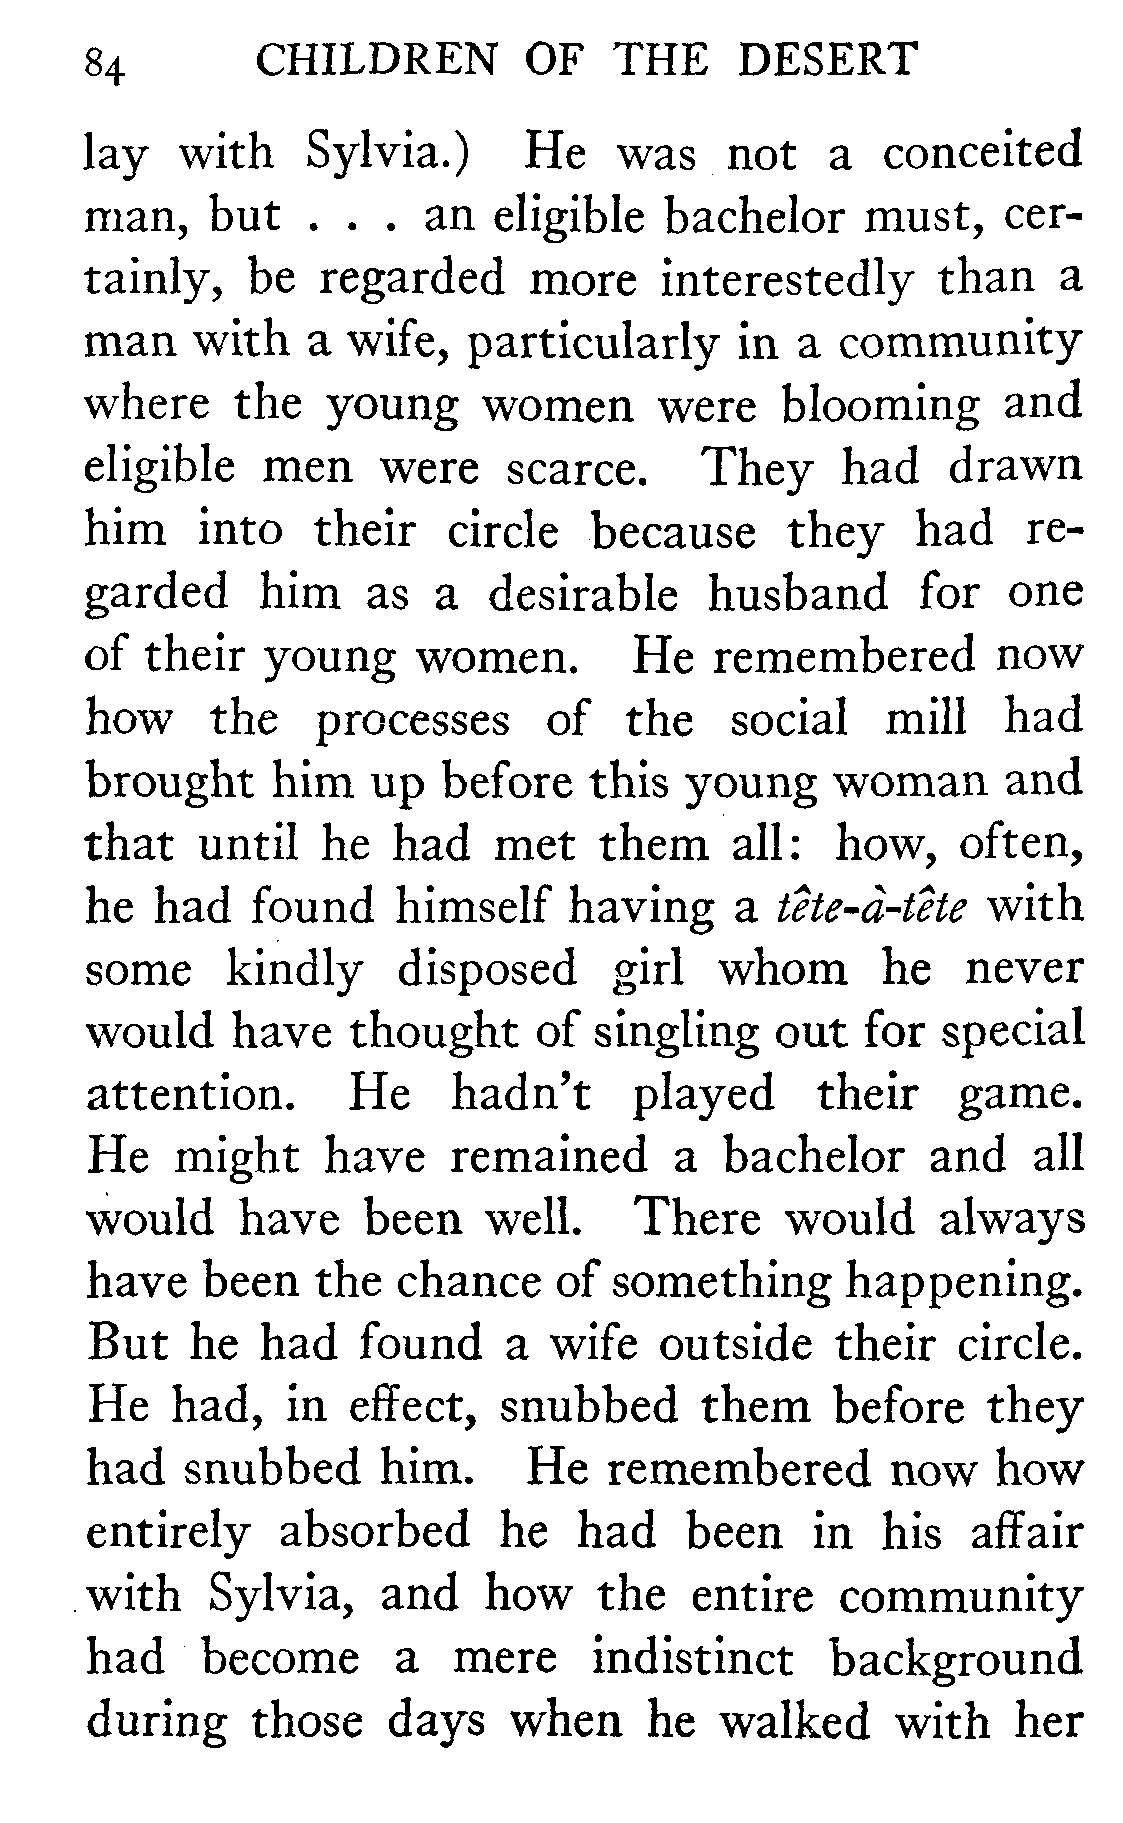 84 CHILDREN OF THE DESERT
lay with Sylvia.) He was not a conceited
man, but . . . an eligible bachelor must, cer-
tainly, be regarded more interestedly than a
man with a wife, particularly in a community
where the young women were blooming and
eligible men were scarce. They had drawn
him into their circle because they had re-
garded him as a desirable husband for one
of their young women. He remembered now
how the processes of the social mill had
brought him up before this young woman and
that until he had met them all: how, often,
he had found himself having a tête-à-tête with
some kindly disposed girl whom he never
would have thought of singling out for special
attention. He hadn't played their game.
He might have remained a bachelor and all
would have been well. There would always
have been the chance of something happening.
But he had found a wife outside their circle.
He had, in effect, snubbed them before they
had snubbed him. He remembered now how
entirely absorbed he had been in his affair
with Sylvia, and how the entire community
had become a mere indistinct background
during those days when he walked with her